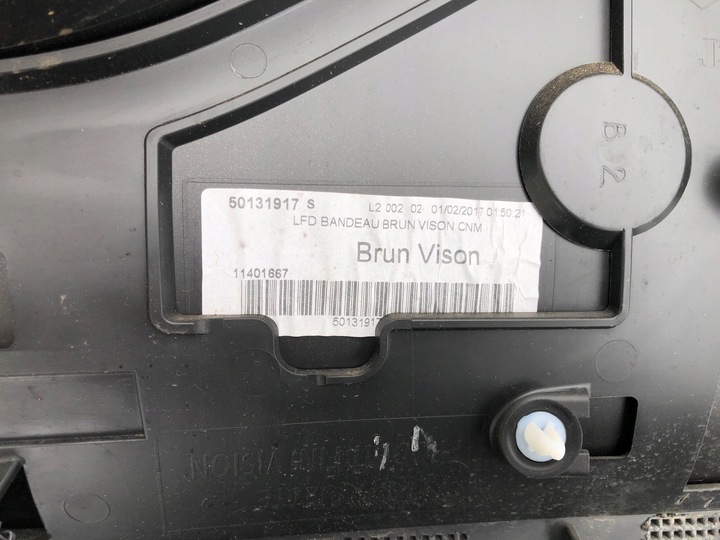 50131917 S L2 002 02 01/02/2017 01:50:21
LFD BANDEAU BRUN VISON CNM
Brun Vison
11401667
50131917
B 2